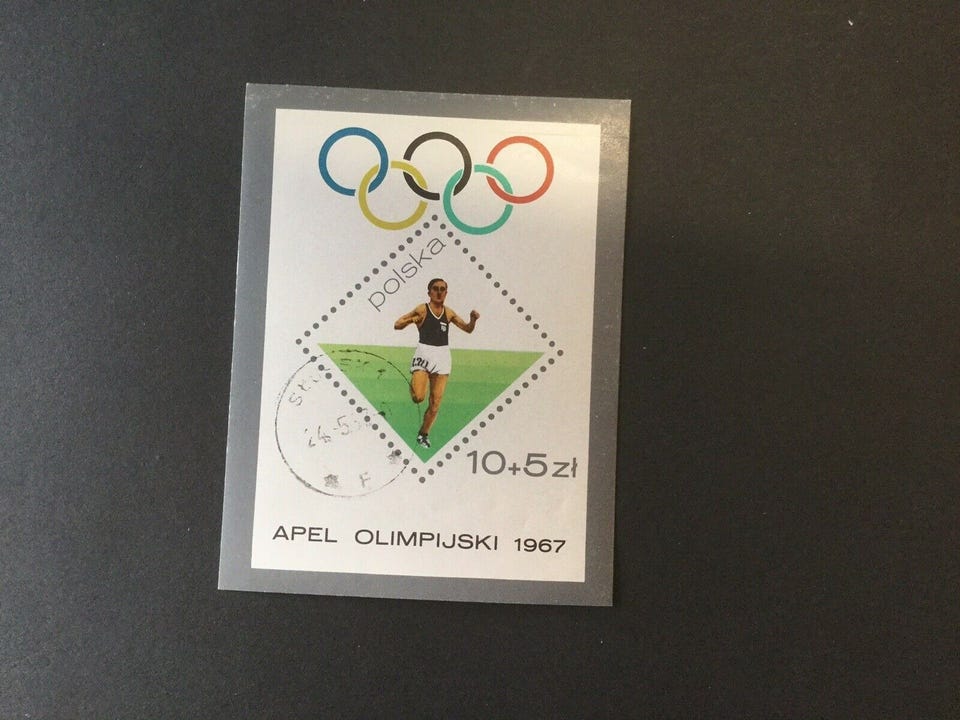 polska
10+5 zł
APEL OLIMPIJSKI 1967